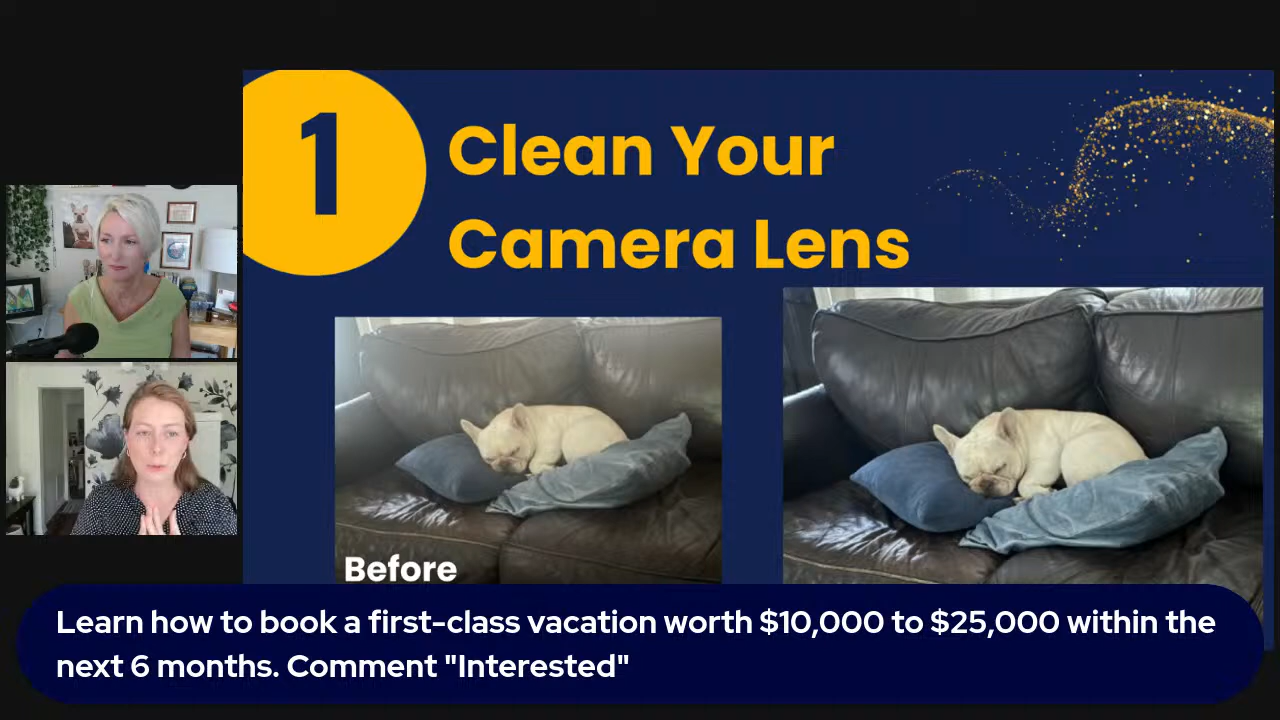 1
Clean Your
Camera Lens
Before
Learn how to book a first-class vacation worth $10,000 to $25,000 within the
next 6 months. Comment "Interested"